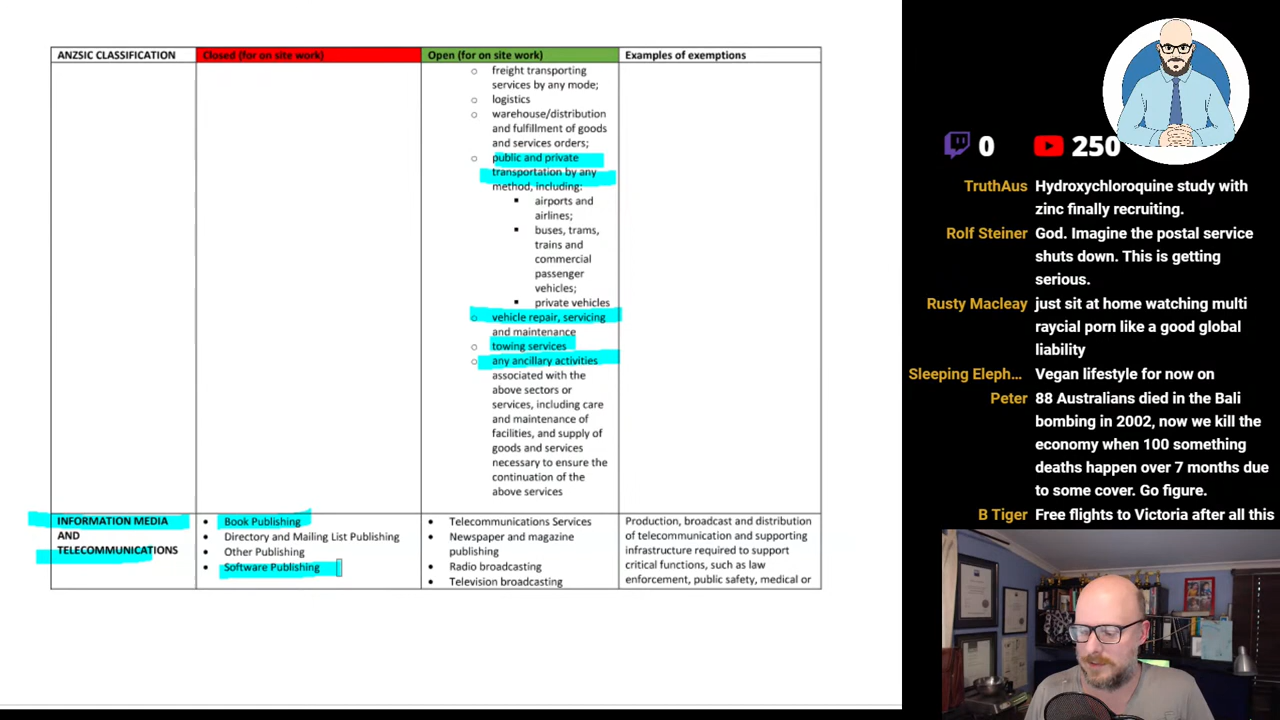 ANZSIC CLASSIFICATION
Closed (for on site work)
Open (for on site work)
Examples of exemptions
freight transporting
services by any mode;
logistics
warehouse/distribution
and fulfillment of goods
and services orders;
public and private
transportation by any
method, including:
airports and
airlines;
buses, trams,
trains and
commercial
passenger
vehicles;
private vehicles
vehicle repair, servicing
and maintenance
towing services
any ancillary activities
associated with the
above sectors or
services, including care
and maintenance of
facilities, and supply of
goods and services
necessary to ensure the
continuation of the
above services
INFORMATION MEDIA
AND
TELECOMMUNICATIONS
Book Publishing
Directory and Mailing List Publishing
Other Publishing
Software Publishing
Telecommunications Services
Newspaper and magazine
publishing
Radio broadcasting
Television broadcasting
Production, broadcast and distribution
of telecommunication and supporting
infrastructure required to support
critical functions, such as law
enforcement, public safety, medical or
0 250
TruthAus Hydroxychloroquine study with
zinc finally recruiting.
Rolf Steiner God. Imagine the postal service
shuts down. This is getting
serious.
Rusty Macleay just sit at home watching multi
raycial porn like a good global
liability
Sleeping Eleph... Vegan lifestyle for now on
Peter 88 Australians died in the Bali
bombing in 2002, now we kill the
economy when 100 something
deaths happen over 7 months due
to some cover. Go figure.
B Tiger Free flights to Victoria after all this